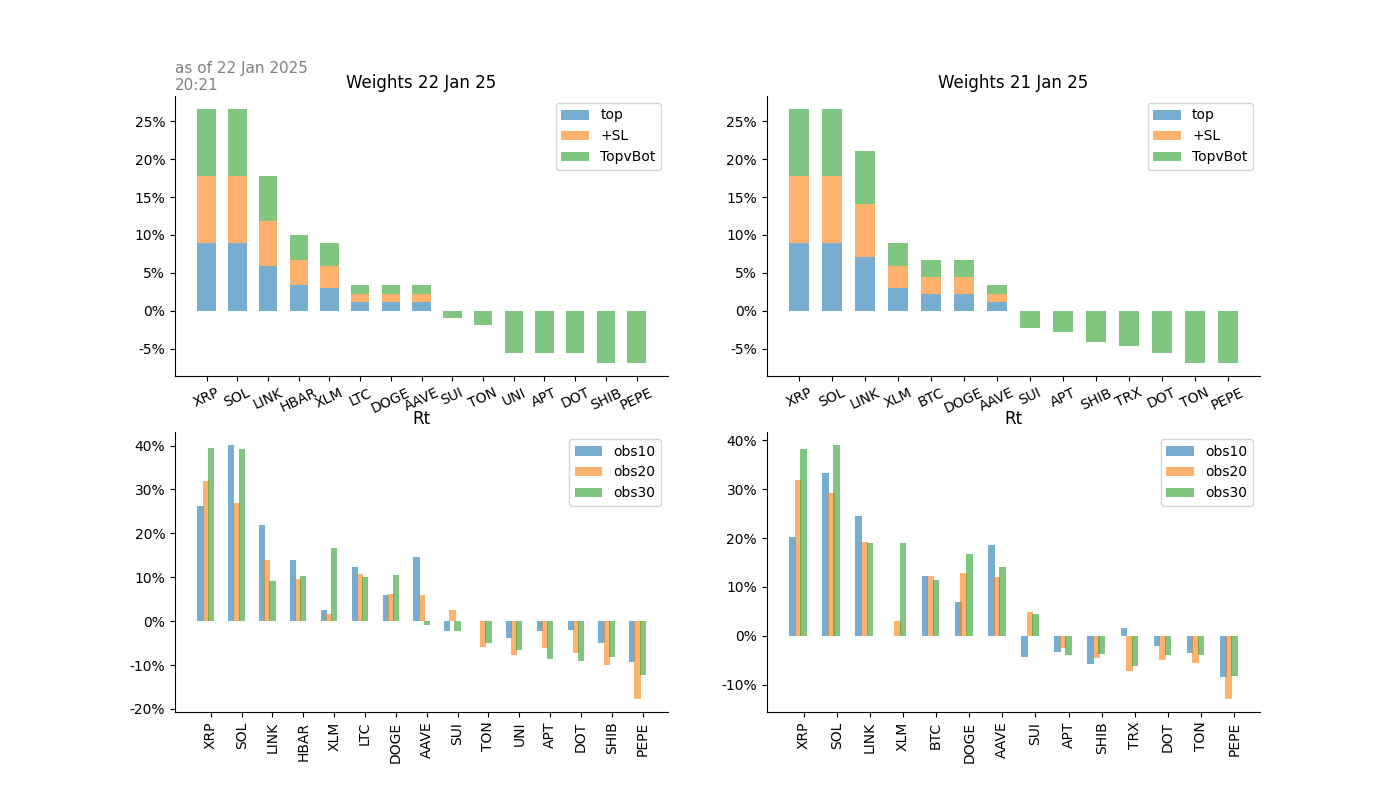 as of 22 Jan 2025
20:21
Weights 22 Jan 25
25%
20%
15%
10%
5%
0%
-5%
top
+SL
TopvBot
XRP SOL LINK HBAR XLM LTC DOGE AAVE SUI TON UNI APT DOT SHIB PEPE
Weights 21 Jan 25
25%
20%
15%
10%
5%
0%
-5%
top
+SL
TopvBot
XRP SOL LINK XLM BTC DOGE AAVE SUI APT SHIB TRX DOT TON PEPE
Rt
40%
30%
20%
10%
0%
-10%
-20%
obs10
obs20
obs30
XRP SOL LINK HBAR XLM LTC DOGE AAVE SUI TON UNI APT DOT SHIB PEPE
Rt
40%
30%
20%
10%
0%
-10%
obs10
obs20
obs30
XRP SOL LINK XLM BTC DOGE AAVE SUI APT SHIB TRX DOT TON PEPE